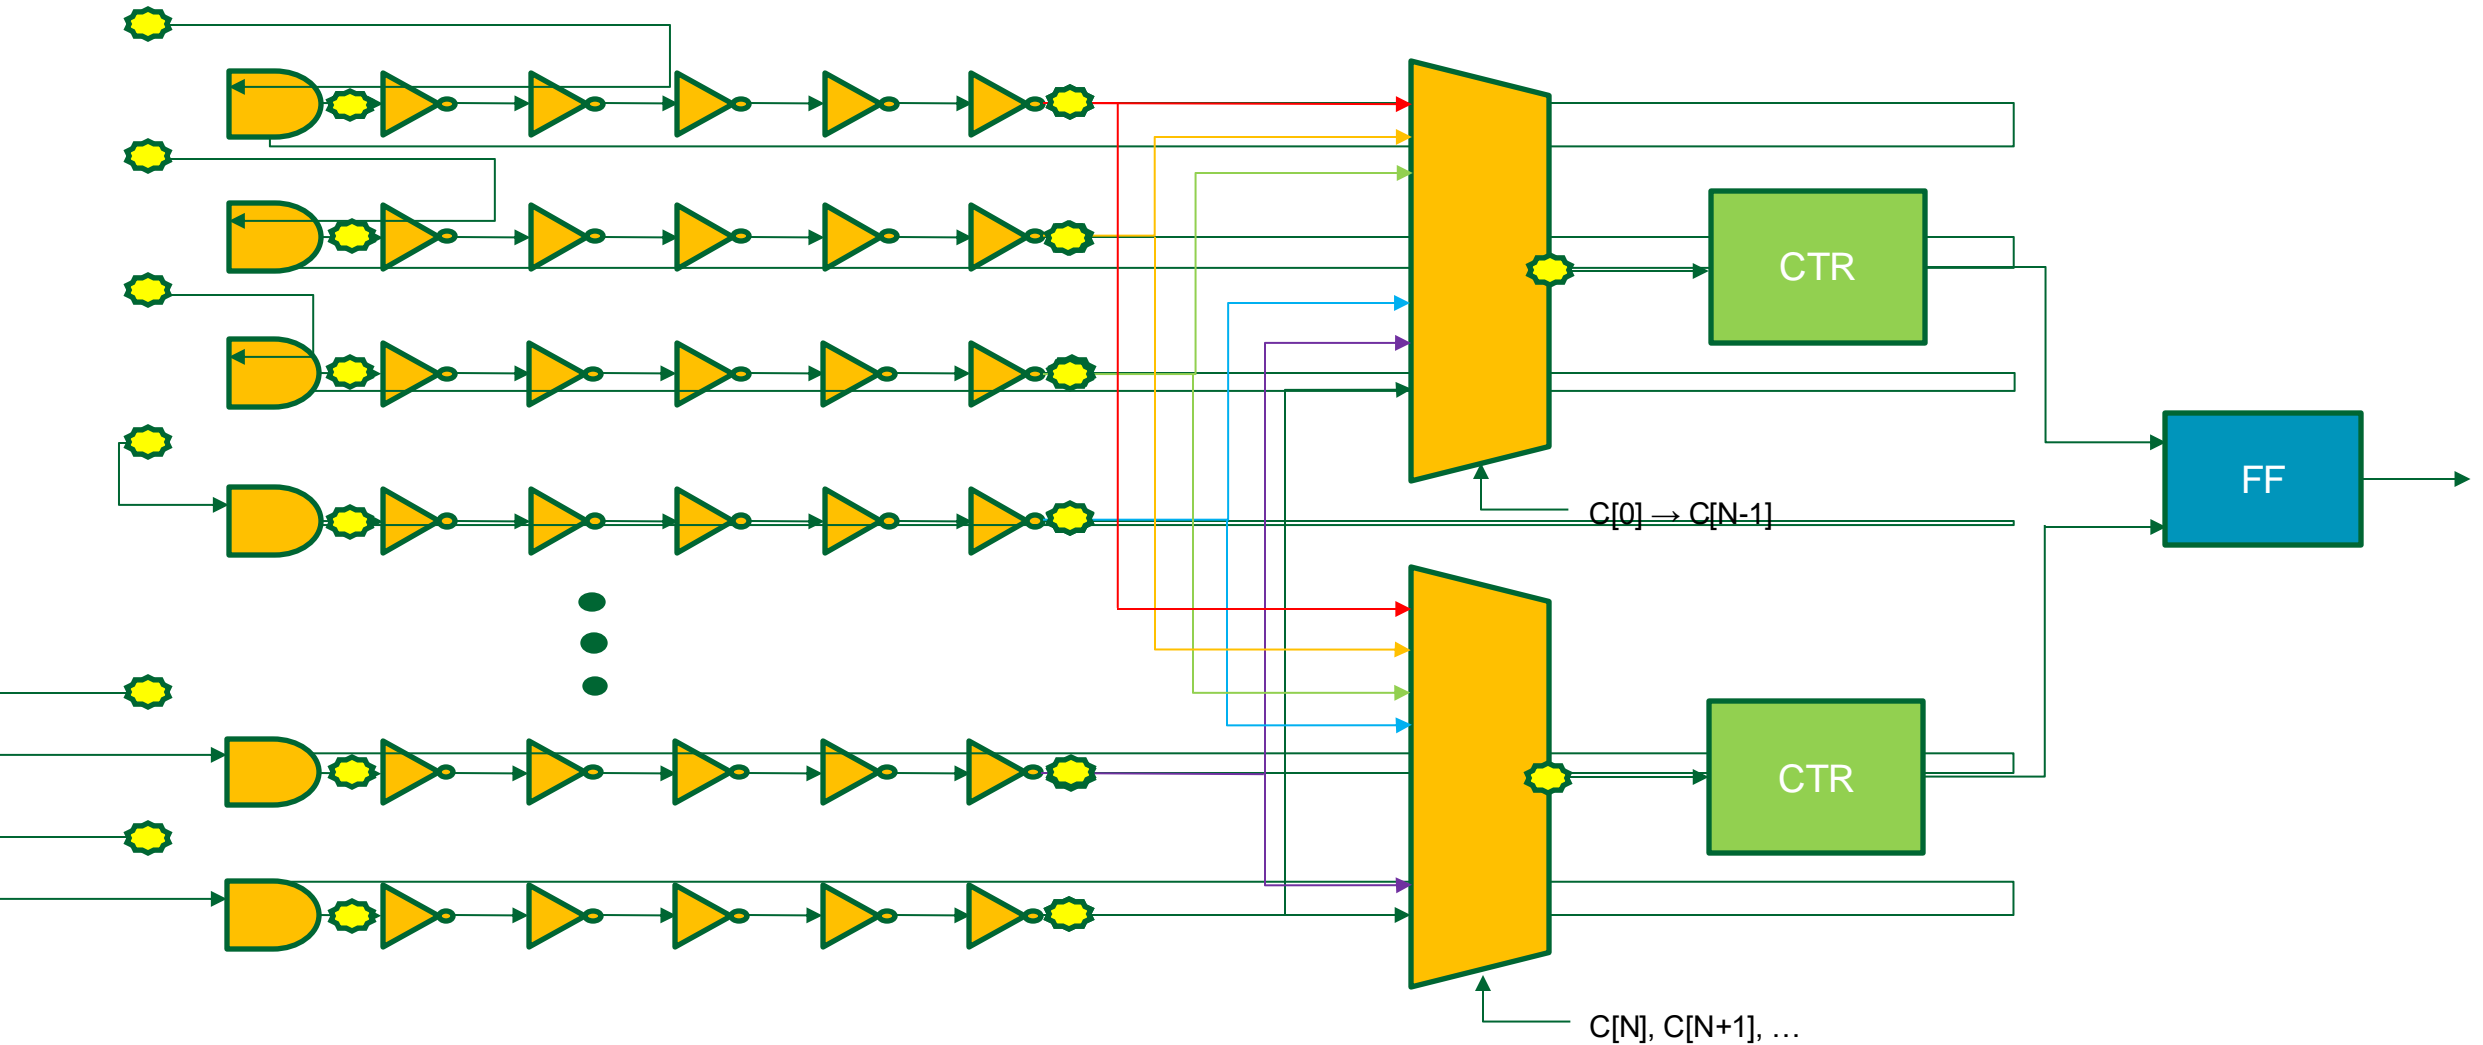 CTR
FF
C[0] → C[N-1]
CTR
C[N], C[N+1], …